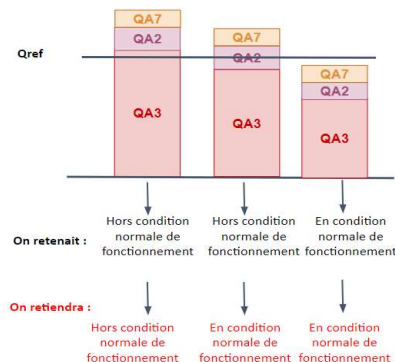 QA7
QA2
QA3
Qref
QA7
QA2
QA3
QA7
QA2
QA3
On retenait :
Hors condition
normale de
fonctionnement
Hors condition
normale de
fonctionnement
En condition
normale de
fonctionnement
On retiendra :
Hors condition
normale de
fonctionnement
En condition
normale de
fonctionnement
En condition
normale de
fonctionnement